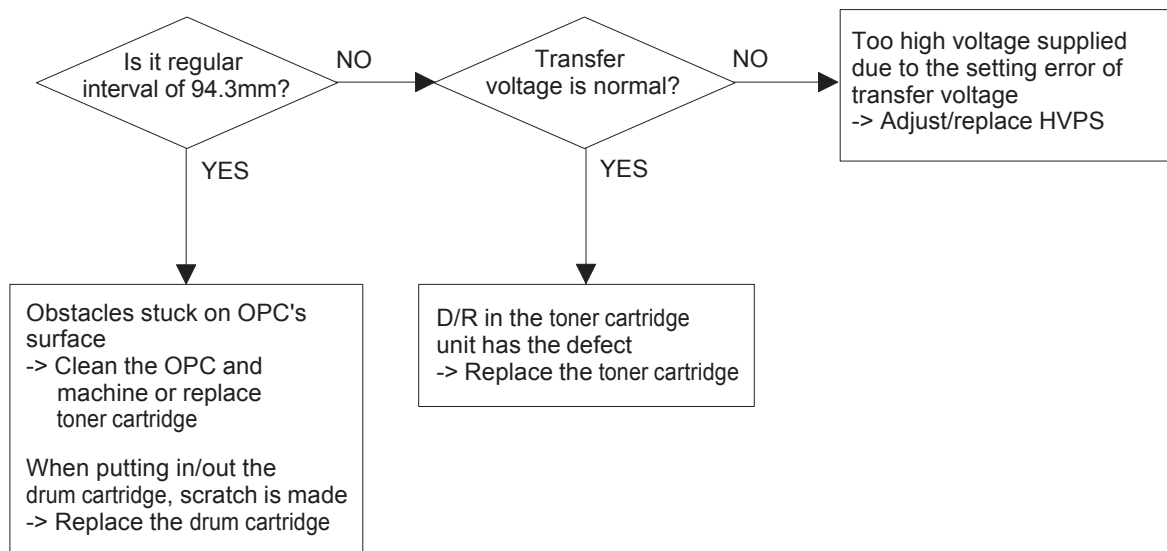 Is it regular
interval of 94.3mm?
NO
Transfer
voltage is normal?
NO
Too high voltage supplied
due to the setting error of
transfer voltage
-> Adjust/replace HVPS
YES
YES
Obstacles stuck on OPC's
surface
-> Clean the OPC and
machine or replace
toner cartridge
When putting in/out the
drum cartridge, scratch is made
-> Replace the drum cartridge
D/R in the toner cartridge
unit has the defect
-> Replace the toner cartridge